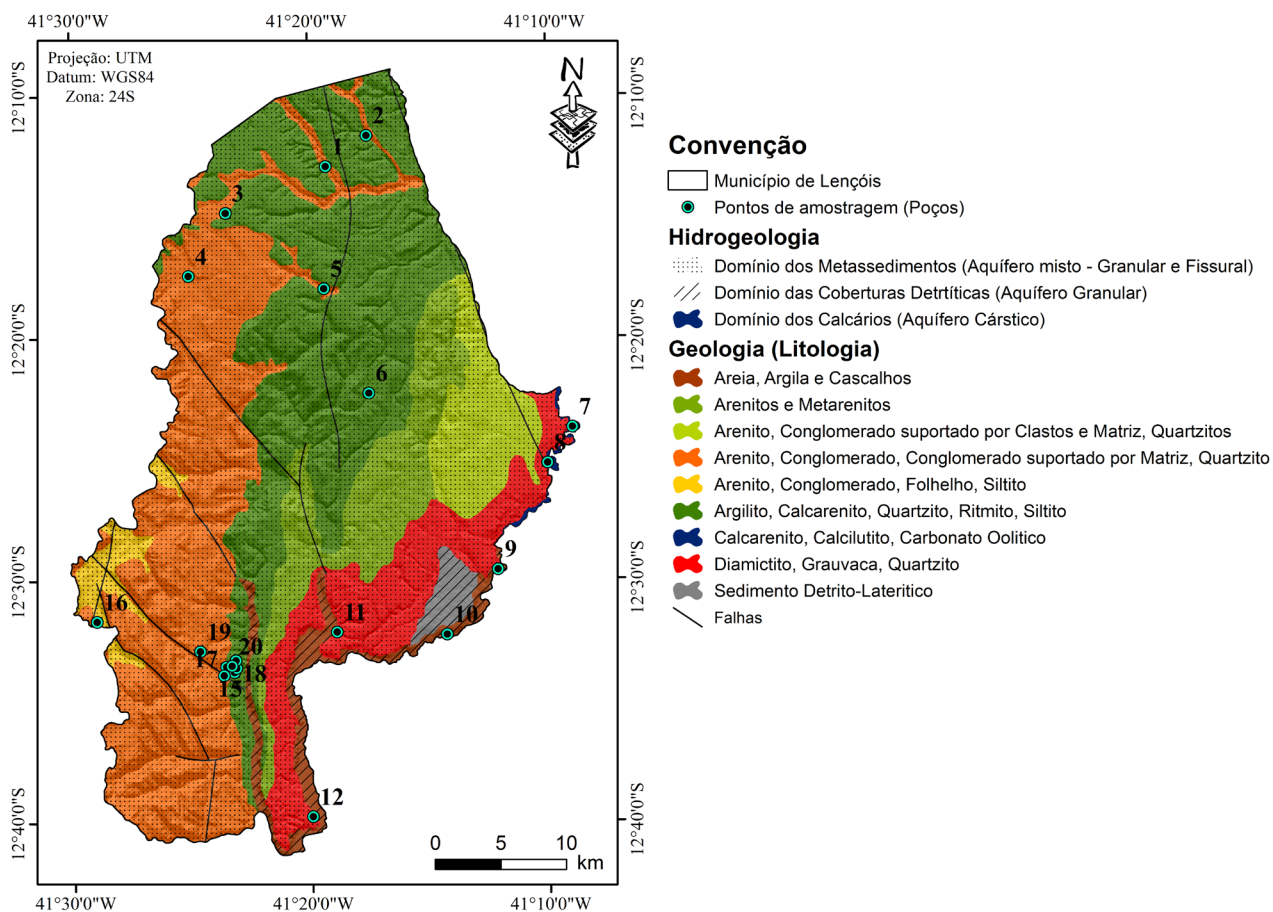 41°30'0"W 41°20'0"W 41°10'0"W
Projeção: UTM
Datum: WGS84
Zona: 24S
N
12°10'0"S 12°10'0"S
2
1
3
4
5
12°20'0"S 12°20'0"S
6
7
8
9
12°30'0"S 12°30'0"S
16
11
10
19
20
17
18
15
12
12°40'0"S 12°40'0"S
0 5 10
km
41°30'0"W 41°20'0"W 41°10'0"W
Convenção
Município de Lençóis
Pontos de amostragem (Poços)
Hidrogeologia
Domínio dos Metassedimentos (Aquífero misto - Granular e Fissural)
Domínio das Coberturas Detrtíticas (Aquífero Granular)
Domínio dos Calcários (Aquífero Cárstico)
Geologia (Litologia)
Areia, Argila e Cascalhos
Arenitos e Metarenitos
Arenito, Conglomerado suportado por Clastos e Matriz, Quartzitos
Arenito, Conglomerado, Conglomerado suportado por Matriz, Quartzito
Arenito, Conglomerado, Folhelho, Siltito
Argilito, Calcarenito, Quartzito, Ritmito, Siltito
Calcarenito, Calcilutito, Carbonato Oolitico
Diamictito, Grauvaca, Quartzito
Sedimento Detrito-Lateritico
Falhas